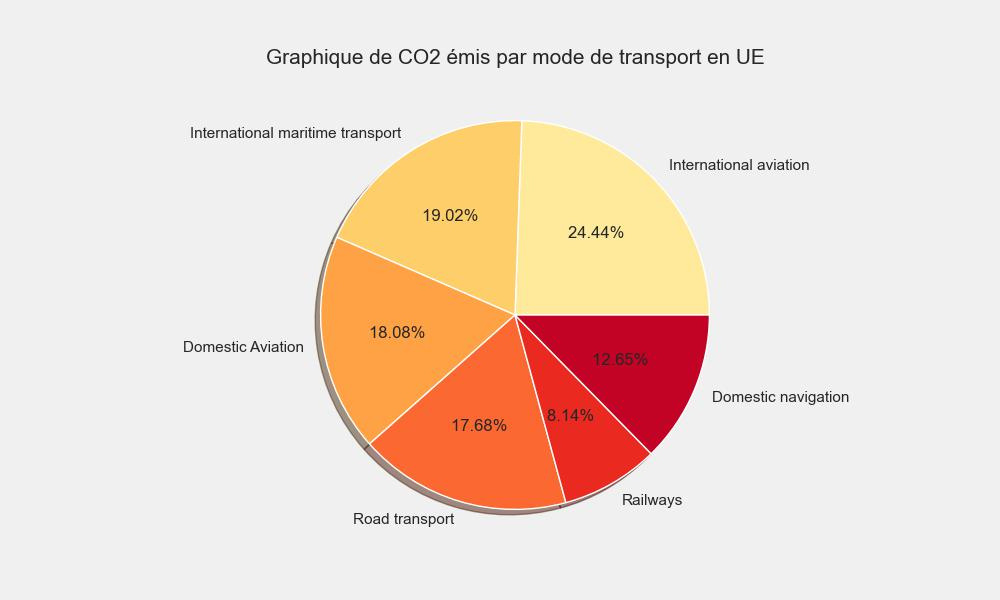 Graphique de CO2 émis par mode de transport en UE
International maritime transport
International aviation
19.02%
24.44%
18.08%
Domestic Aviation
12.65%
Domestic navigation
17.68%
8.14%
Railways
Road transport